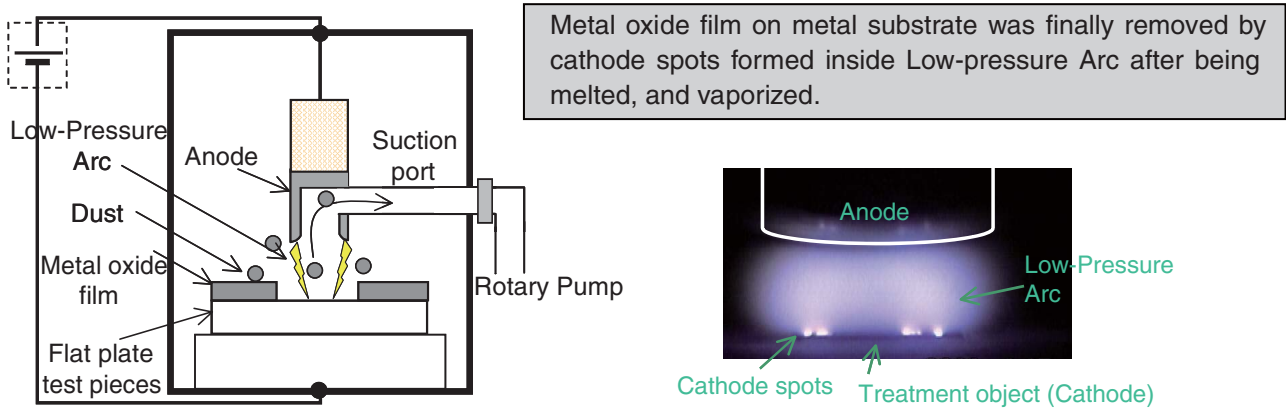 Metal oxide film on metal substrate was finally removed by
cathode spots formed inside Low-pressure Arc after being
melted, and vaporized.
Low-Pressure
Arc
Anode
Suction
port
Dust
Metal oxide
film
Rotary Pump
Flat plate
test pieces
Anode
Low-Pressure
Arc
Cathode spots
Treatment object (Cathode)